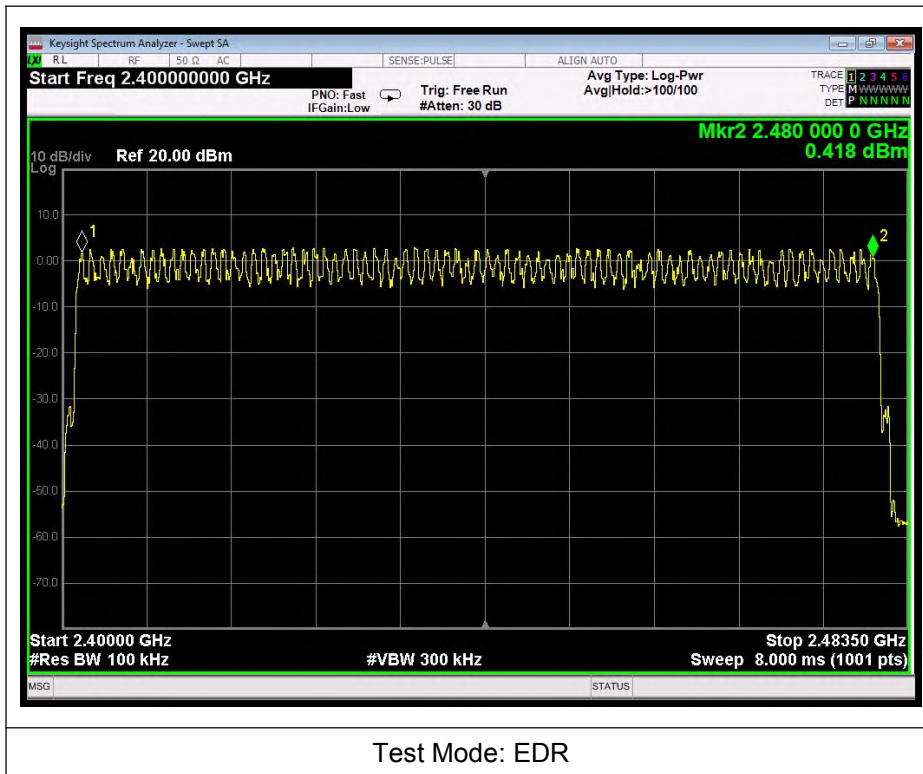 Keysight Spectrum Analyzer - Swept SA
LXI RL RF 50 Ω AC SENSE:PULSE ALIGN AUTO
Start Freq 2.400000000 GHz
PNO: Fast
IFGain:Low
Trig: Free Run
#Atten: 30 dB
Avg Type: Log-Pwr
Avg|Hold:>100/100
TRACE 1 2 3 4 5 6
TYPE M WWWWW
DET P N N N N N
Mkr2 2.480 000 0 GHz
0.418 dBm
10 dB/div Ref 20.00 dBm
Log
10.0
1
2
0.00
-10.0
-20.0
-30.0
-40.0
-50.0
-60.0
-70.0
Start 2.40000 GHz Stop 2.48350 GHz
#Res BW 100 kHz #VBW 300 kHz Sweep 8.000 ms (1001 pts)
MSG STATUS
Test Mode: EDR